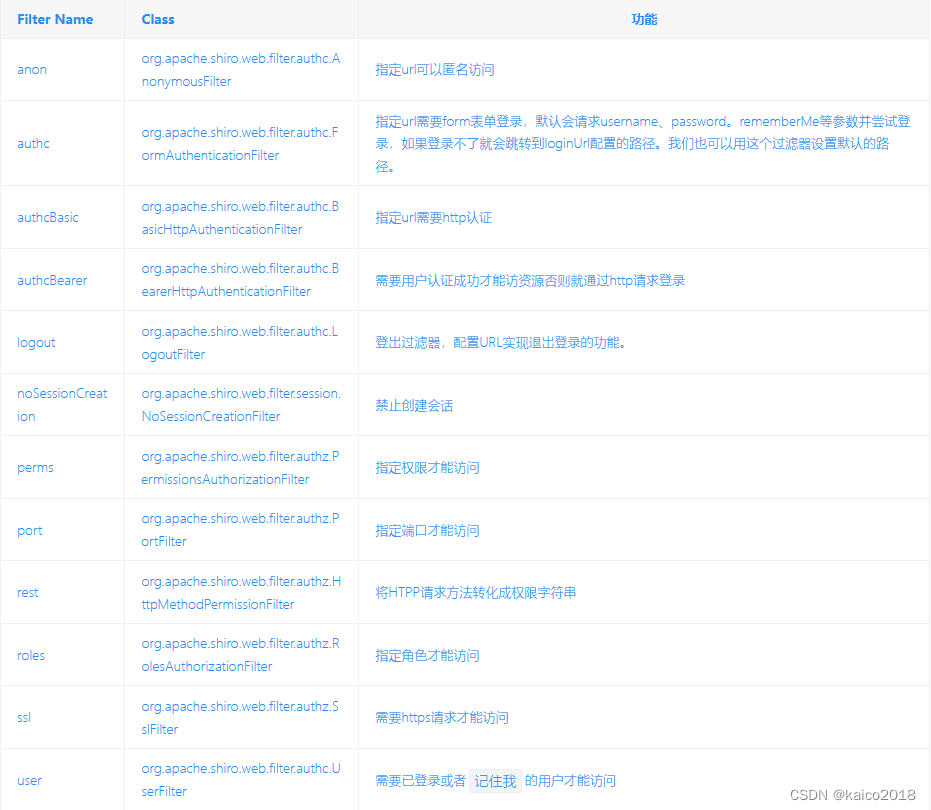 Filter Name Class 功能
org.apache.shiro.web.filter.authc.A
anon 指定url可以匿名访问
nonymousFilter
指定url需要form表单登录，默认会请求username、password。rememberMe等参数并尝试登
org.apache.shiro.web.filter.authc.F
authc 录，如果登录不了就会跳转到loginUrl配置的路径。我们也可以用这个过滤器设置默认的路
ormAuthenticationFilter
径。
org.apache.shiro.web.filter.authc.B
authcBasic 指定url需要http认证
asicHttpAuthenticationFilter
org.apache.shiro.web.filter.authc.B
authcBearer 需要用户认证成功才能访资源否则就通过http请求登录
earerHttpAuthenticationFilter
org.apache.shiro.web.filter.authc.L
logout 登出过滤器，配置URL实现退出登录的功能。
ogoutFilter
noSessionCreat org.apache.shiro.web.filter.session.
禁止创建会话
ion NoSessionCreationFilter
org.apache.shiro.web.filter.authz.P
perms 指定权限才能访问
ermissionsAuthorizationFilter
org.apache.shiro.web.filter.authz.P
port 指定端口才能访问
ortFilter
org.apache.shiro.web.filter.authz.H
rest 将HTPP请求方法转化成权限字符串
ttpMethodPermissionFilter
org.apache.shiro.web.filter.authz.R
roles 指定角色才能访问
olesAuthorizationFilter
org.apache.shiro.web.filter.authz.S
ssl 需要https请求才能访问
slFilter
org.apache.shiro.web.filter.authc.U
user 需要已登录或者 记住我 的用户才能访问
serFilter
CSDN @kaico2018